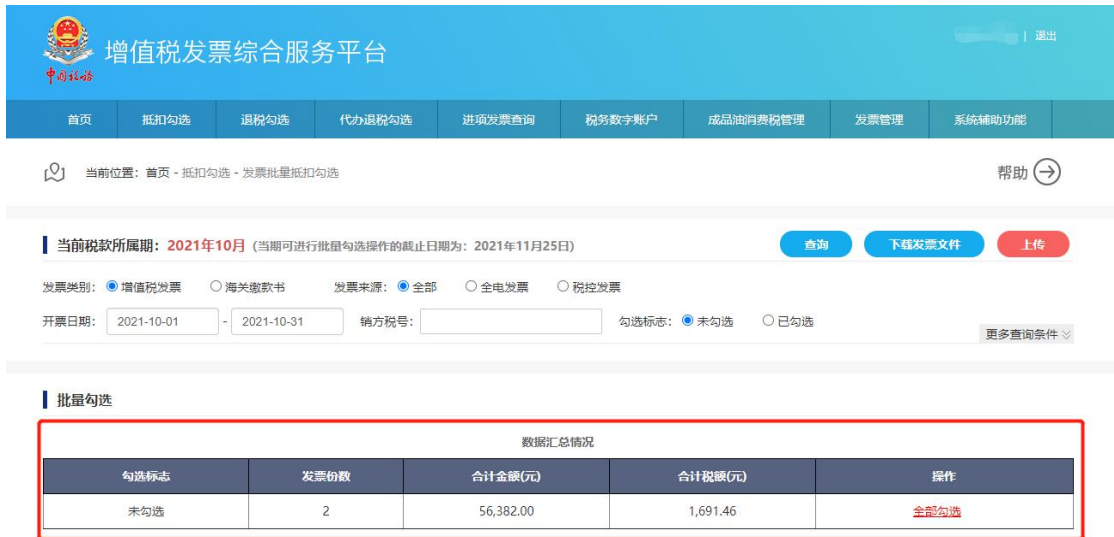 增值税发票综合服务平台
中国税务
| 退出
首页 抵扣勾选 退税勾选 代办退税勾选 进项发票查询 税务数字账户 成品油消费税管理 发票管理 系统辅助功能
当前位置：首页 - 抵扣勾选 - 发票批量抵扣勾选 帮助
当前税款所属期：2021年10月 (当期可进行批量勾选操作的截止日期为：2021年11月25日) 查询 下载发票文件 上传
发票类别： 增值税发票 海关缴款书 发票来源： 全部 全电发票 税控发票
开票日期： 2021-10-01 - 2021-10-31 销方税号： 勾选标志： 未勾选 已勾选
更多查询条件
批量勾选
数据汇总情况
勾选标志 发票份数 合计金额(元) 合计税额(元) 操作
未勾选 2 56,382.00 1,691.46 全部勾选